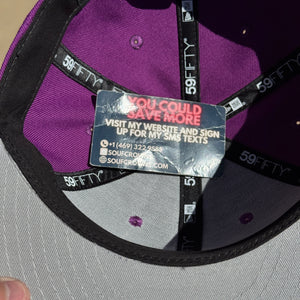 59FIFTY
59FIFTY
YOU COULD
SAVE MORE
VISIT MY WEBSITE AND SIGN
UP FOR MY SMS TEXTS
59FIFTY
59FIFTY